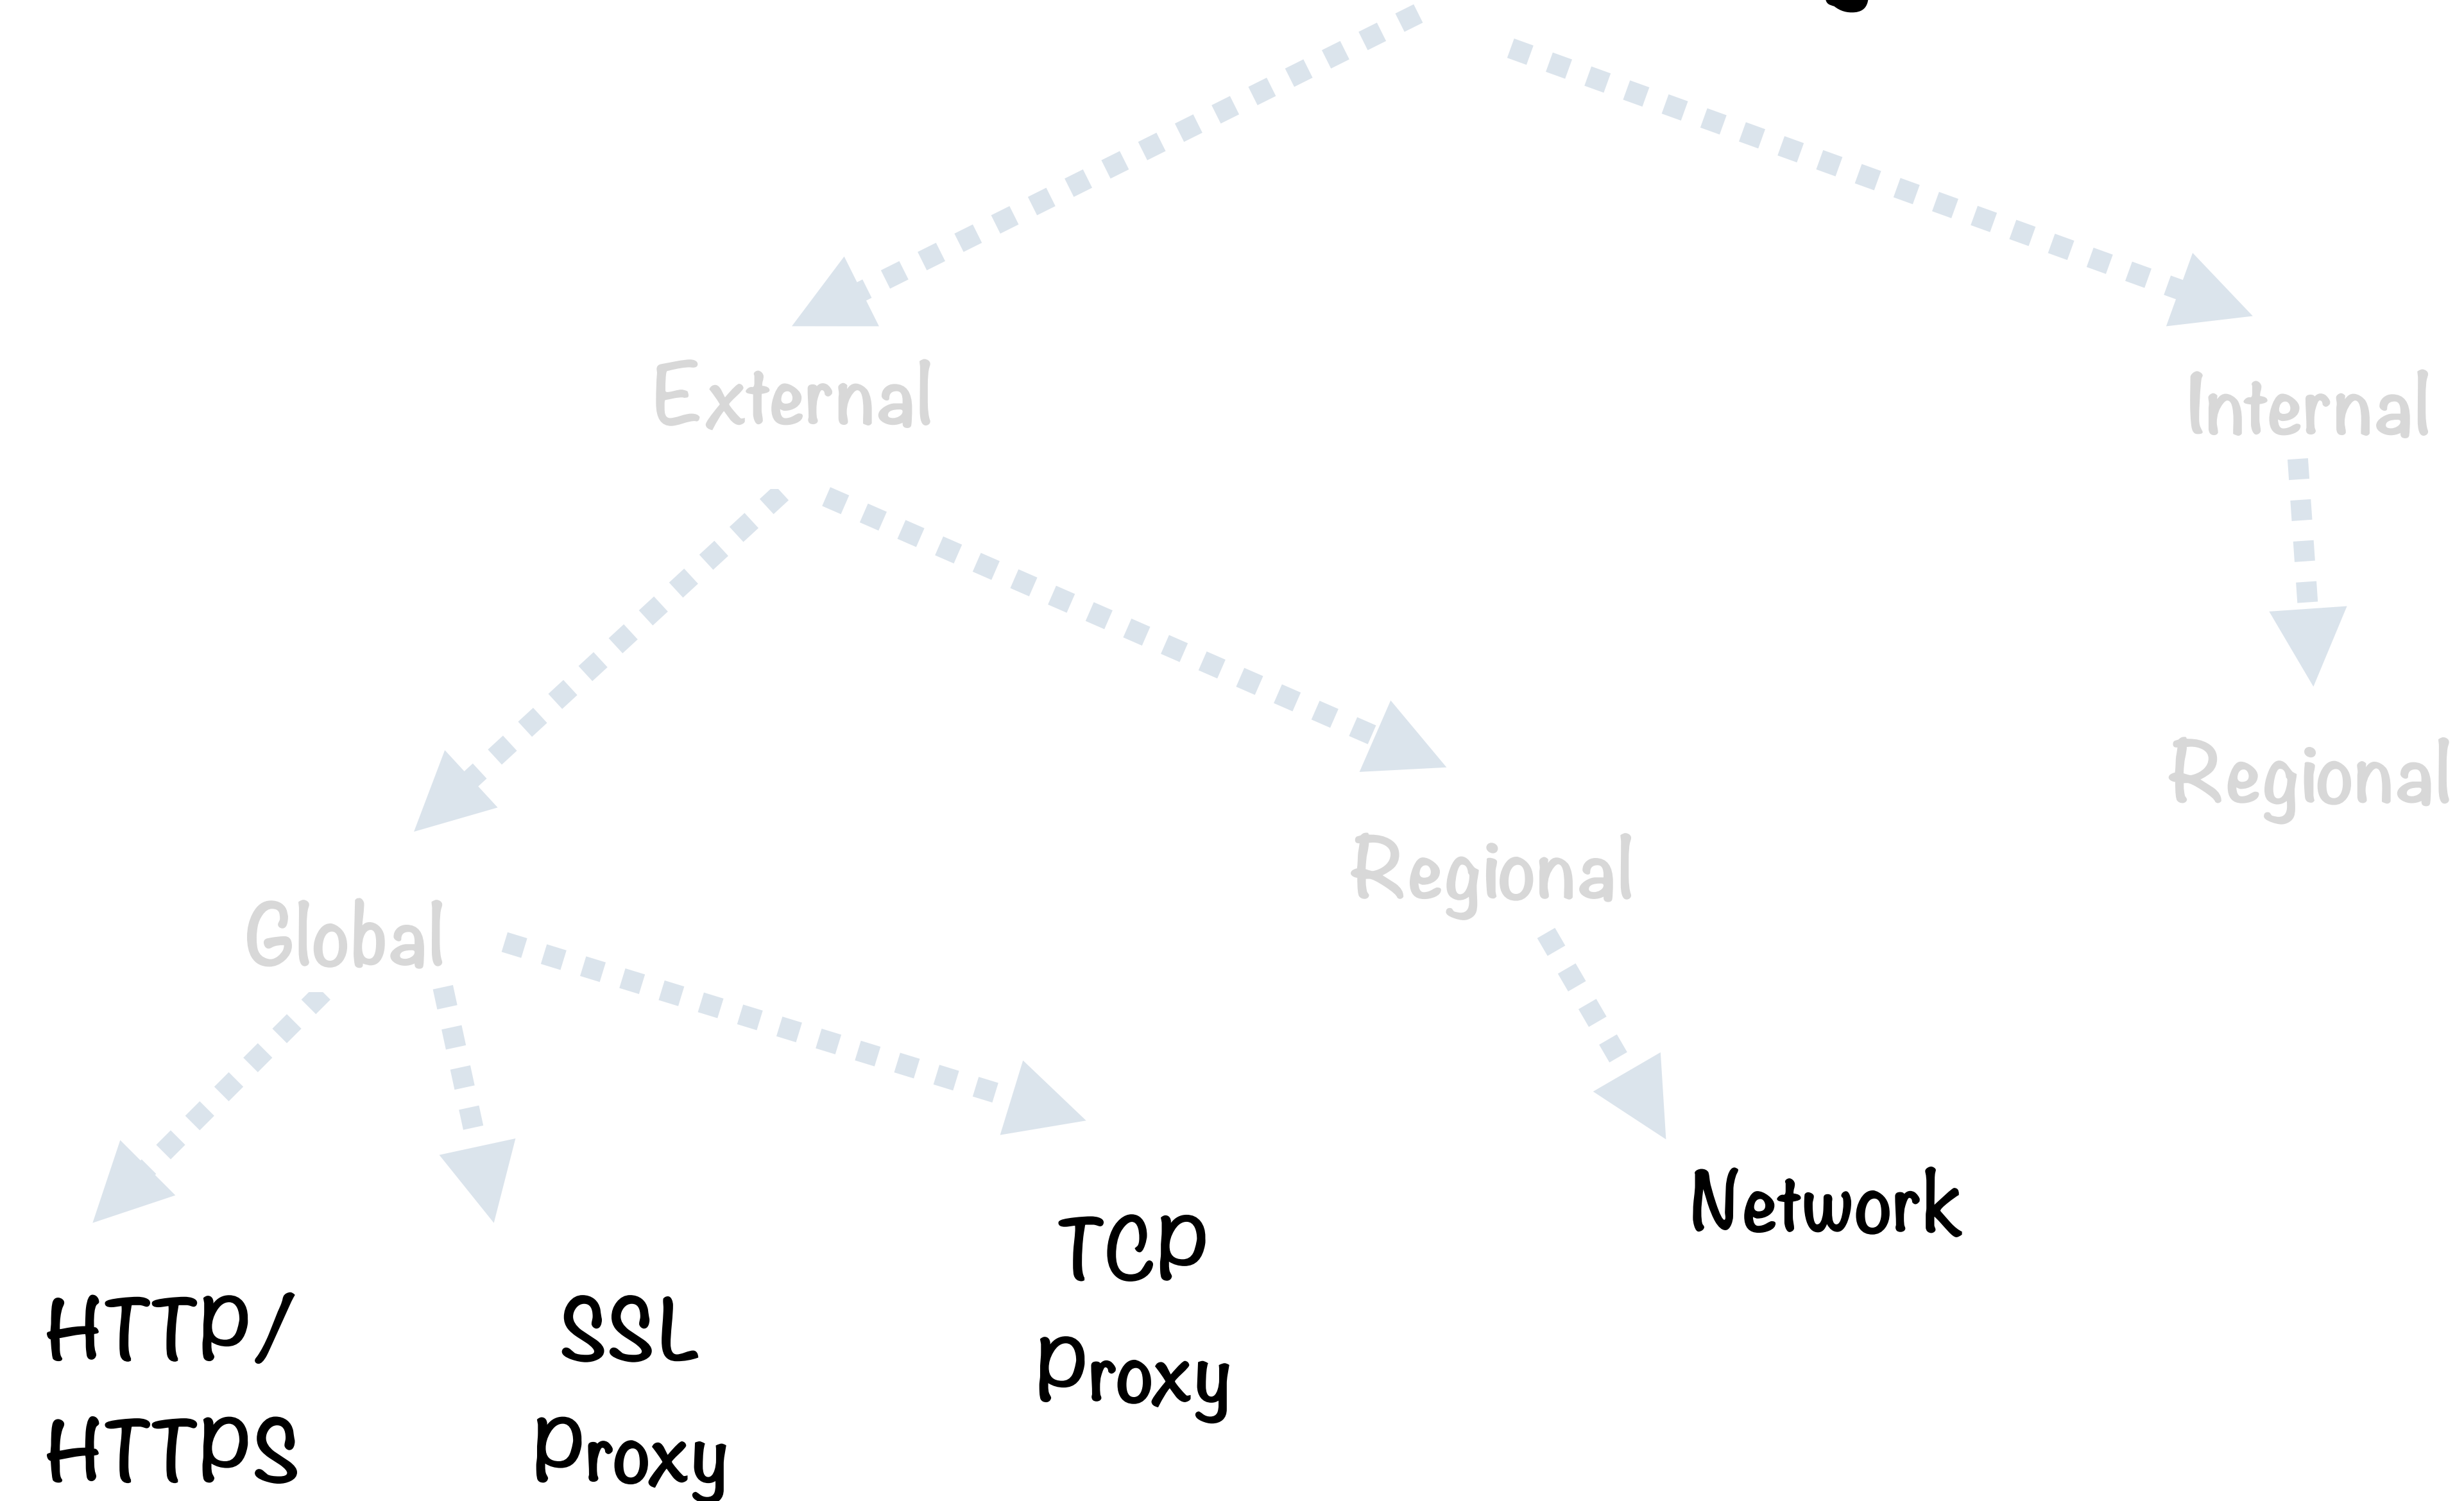 External
Internal
Regional
Regional
Global
Network
TCP
Proxy
HTTP/
HTTPS
SSL
Proxy